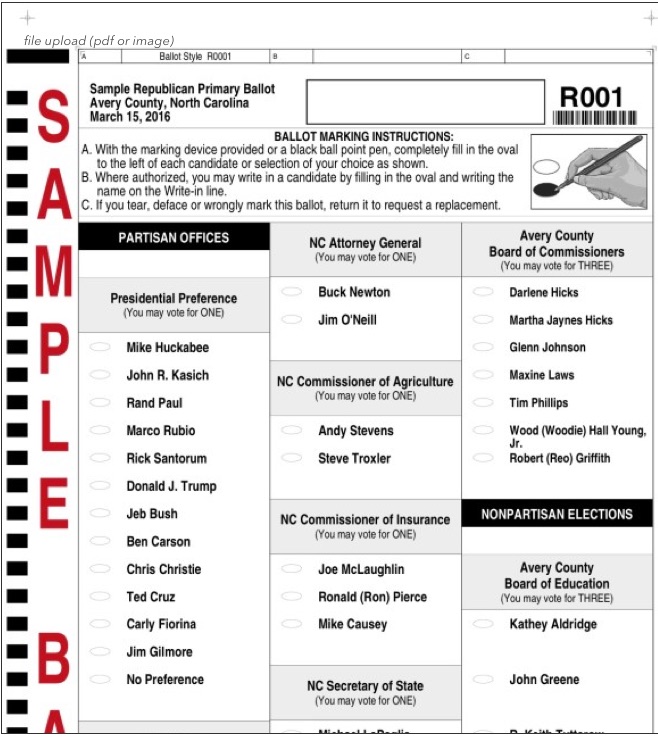 file upload (pdf or image)
A
Ballot Style R0001
B
C
Sample Republican Primary Ballot
Avery County, North Carolina
March 15, 2016
R001
BALLOT MARKING INSTRUCTIONS:
A. With the marking device provided or a black ball point pen, completely fill in the oval
to the left of each candidate or selection of your choice as shown.
B. Where authorized, you may write in a candidate by filling in the oval and writing the
name on the Write-in line.
C. If you tear, deface or wrongly mark this ballot, return it to request a replacement.
SAMPLE BA
PARTISAN OFFICES
Presidential Preference
(You may vote for ONE)
Mike Huckabee
John R. Kasich
Rand Paul
Marco Rubio
Rick Santorum
Donald J. Trump
Jeb Bush
Ben Carson
Chris Christie
Ted Cruz
Carly Fiorina
Jim Gilmore
No Preference
NC Attorney General
(You may vote for ONE)
Buck Newton
Jim O'Neill
NC Commissioner of Agriculture
(You may vote for ONE)
Andy Stevens
Steve Troxler
NC Commissioner of Insurance
(You may vote for ONE)
Joe McLaughlin
Ronald (Ron) Pierce
Mike Causey
NC Secretary of State
(You may vote for ONE)
Avery County
Board of Commissioners
(You may vote for THREE)
Darlene Hicks
Martha Jaynes Hicks
Glenn Johnson
Maxine Laws
Tim Phillips
Wood (Woodie) Hall Young,
Jr.
Robert (Reo) Griffith
NONPARTISAN ELECTIONS
Avery County
Board of Education
(You may vote for THREE)
Kathey Aldridge
John Greene